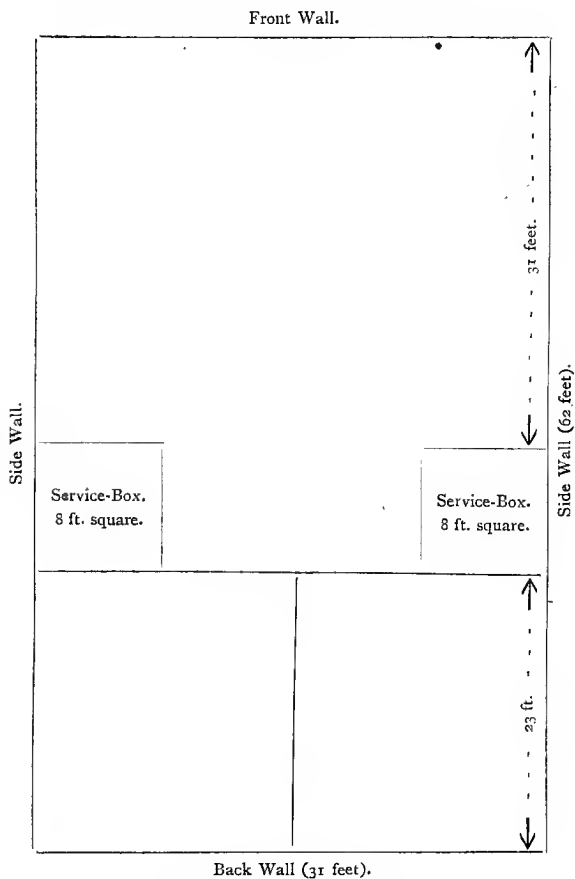 Front Wall.
31 feet.
Side Wall.
Side Wall (62 feet).
Service-Box.
8 ft. square.
Service-Box.
8 ft. square.
23 ft.
Back Wall (31 feet).